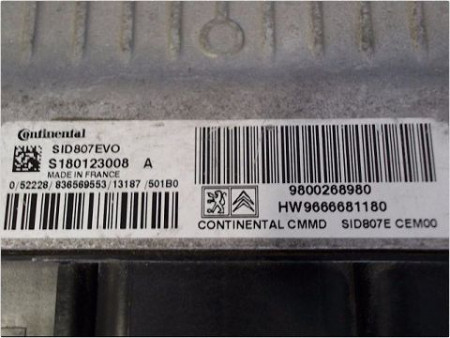 Continental
SID807EVO
S180123008 A
MADE IN FRANCE
0/52228/836569553/13187/501B0
9800268980
HW9666681180
CONTINENTAL CMMD SID807E CEM00